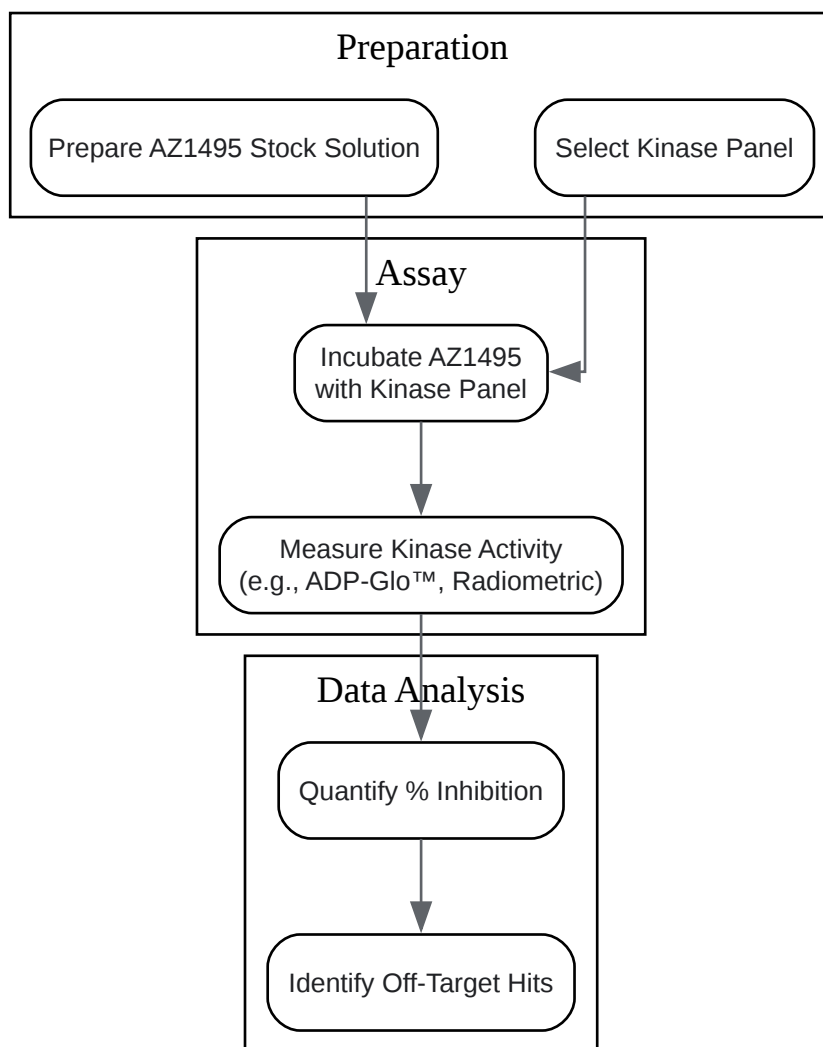 Preparation
Prepare AZ1495 Stock Solution
Select Kinase Panel
Assay
Incubate AZ1495
with Kinase Panel
Measure Kinase Activity
(e.g., ADP-Glo™, Radiometric)
Data Analysis
Quantify % Inhibition
Identify Off-Target Hits